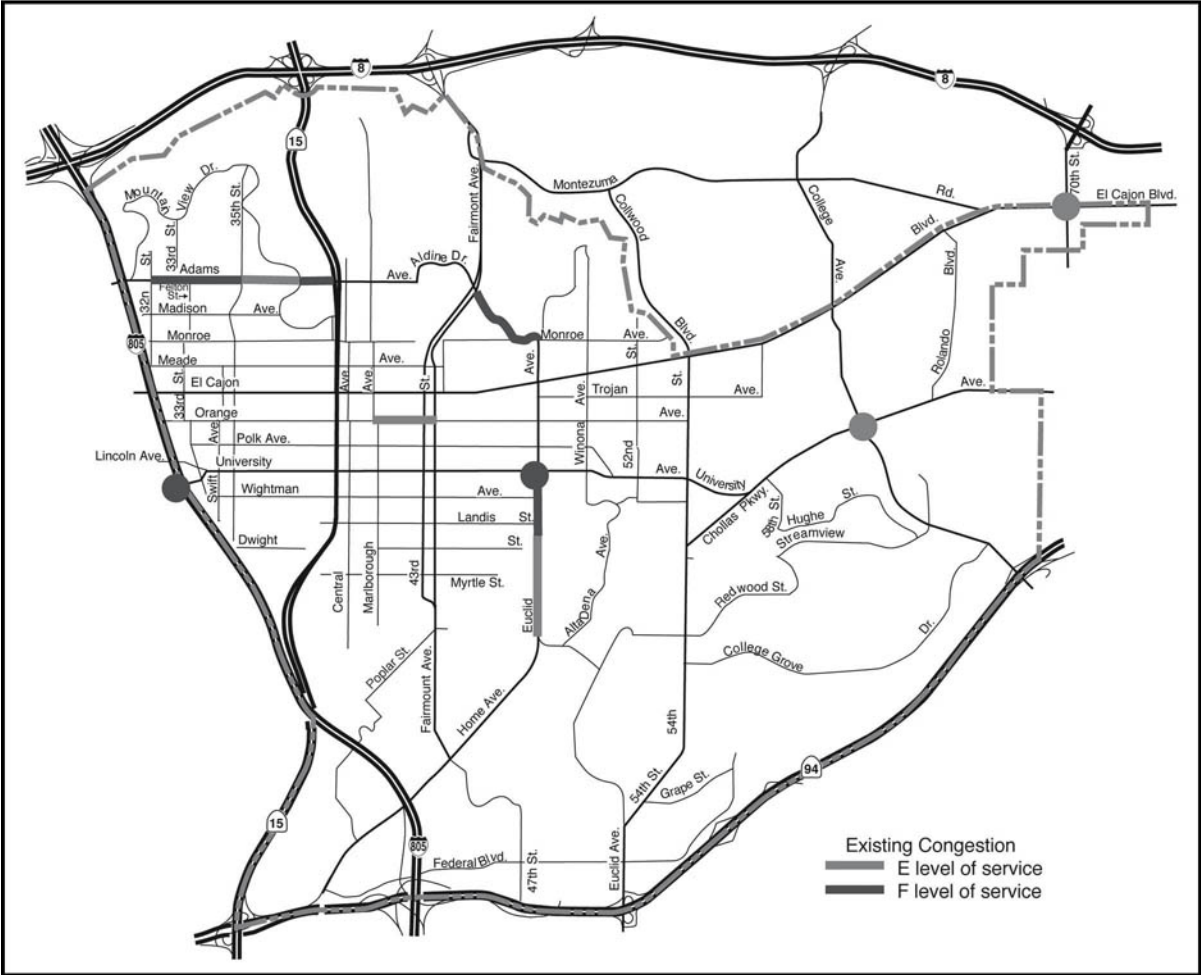 8
8
15
70th St.
Mountain
View Dr.
35th St.
Fairmont Ave.
Montezuma
Rd.
El Cajon Blvd.
Collwood
Blvd.
College
Ave.
Blvd.
Rolando
33rd St.
32n St.
Adams
Ave.
Aldine Dr.
Felton
St.
Madison
Ave.
Monroe
Monroe
Ave.
805
Meade
Ave.
Ave.
St.
St.
El Cajon
33rd St.
Ave.
Ave.
St.
Ave.
Trojan
Ave.
Ave.
Orange
Ave.
Ave.
Polk Ave.
Winona
52nd
Lincoln Ave.
University
Ave.
University
Swift
Wightman
Ave.
Chollas Pkwy.
58th St.
Hughe
St.
Landis
St.
Streamview
Dwight
St.
Ave.
Central
Marlborough
43rd
Myrtle St.
Euclid
AltaDena
Redwood St.
College Grove
Dr.
Poplar St.
Fairmount Ave.
Home Ave.
54th
54th St.
Grape St.
94
15
805
Federal Blvd.
47th St.
Euclid Ave.
Existing Congestion
E level of service
F level of service